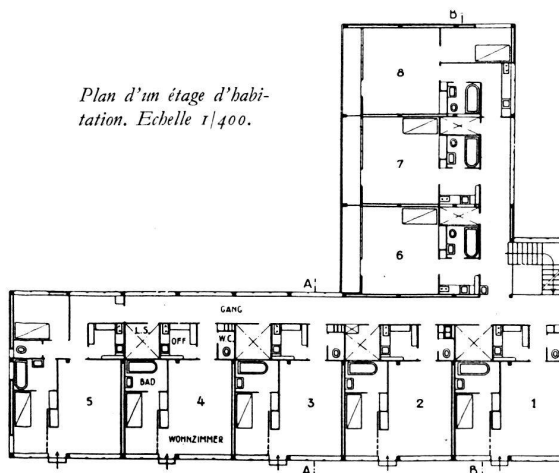 B
Plan d'un étage d'habi-
tation. Echelle 1/400.
8
7
6
A
GANG
L.S.
OFF
W.C.
BAD
5
4
3
2
1
WOHNZIMMER
A
B